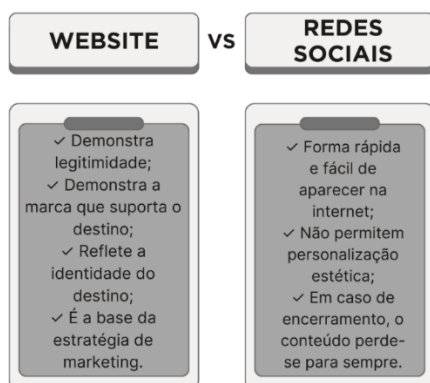 WEBSITE
VS
REDES
SOCIAIS
✓ Demonstra
legitimidade;
✓ Demonstra a
marca que suporta o
destino;
✓ Reflete a
identidade do
destino;
✓ É a base da
estratégia de
marketing.
✓ Forma rápida
e fácil de
aparecer na
internet;
✓ Não permitem
personalização
estética;
✓ Em caso de
encerramento, o
conteúdo perde-
se para sempre.